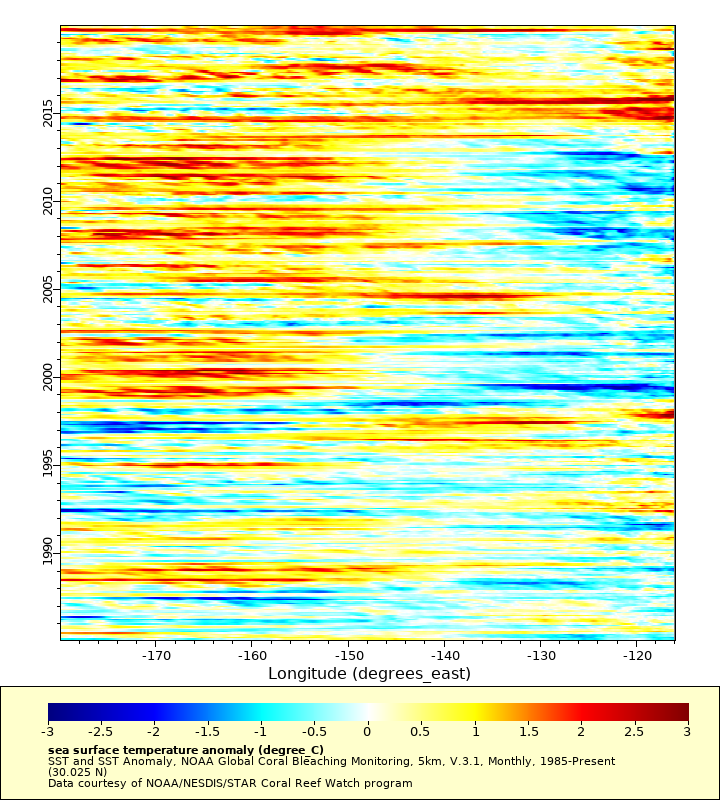 2015
2010
2005
2000
1995
1990
-170 -160 -150 -140 -130 -120
Longitude (degrees_east)
-3 -2.5 -2 -1.5 -1 -0.5 0 0.5 1 1.5 2 2.5 3
sea surface temperature anomaly (degree_C)
SST and SST Anomaly, NOAA Global Coral Bleaching Monitoring, 5km, V.3.1, Monthly, 1985-Present
(30.025 N)
Data courtesy of NOAA/NESDIS/STAR Coral Reef Watch program